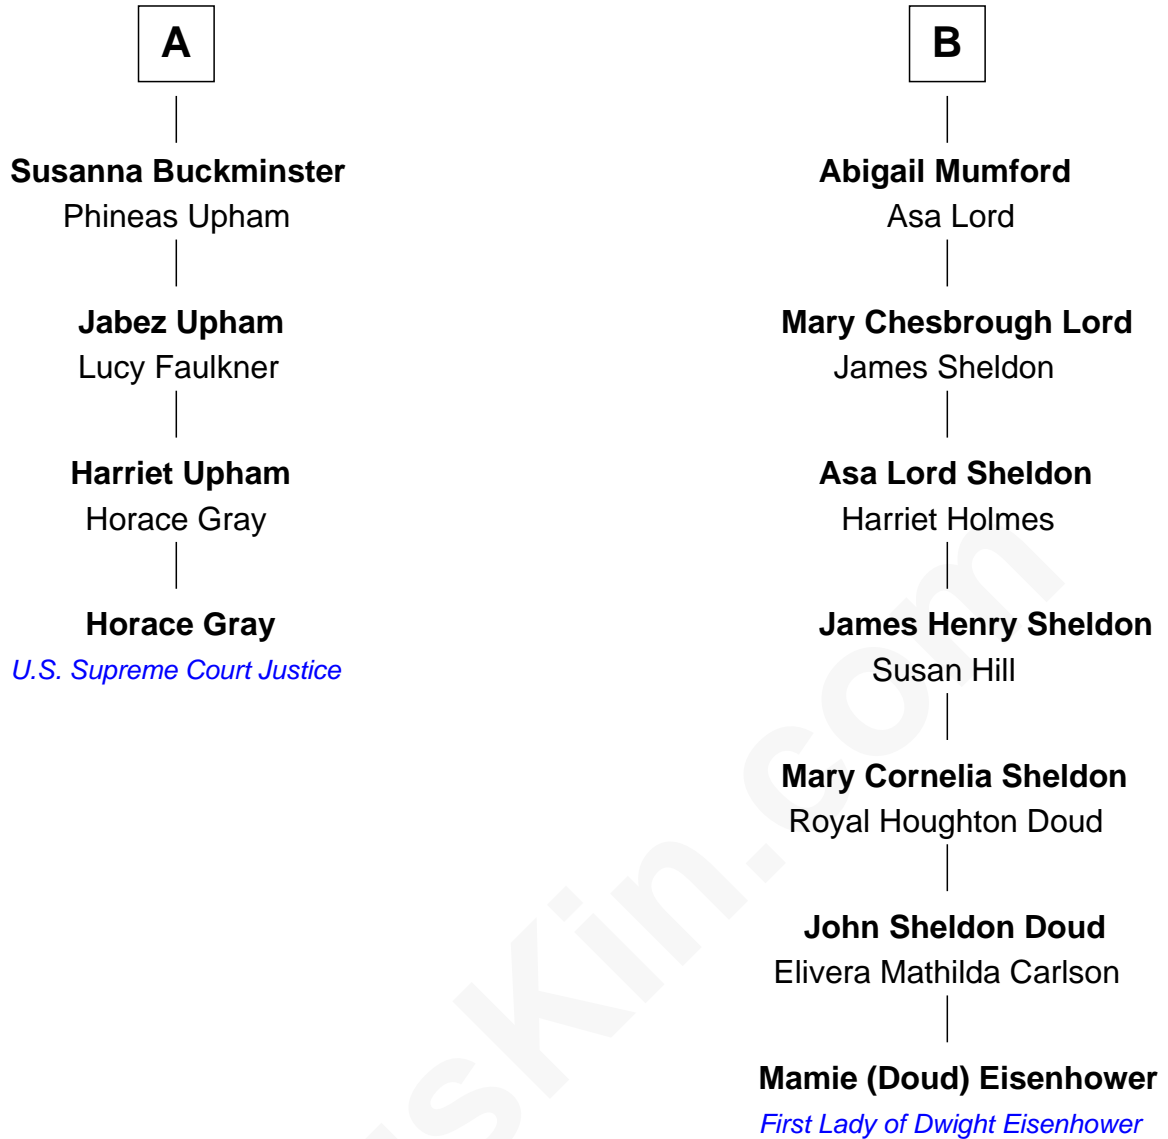 A
Susanna Buckminster
Phineas Upham
Jabez Upham
Lucy Faulkner
Harriet Upham
Horace Gray
Horace Gray
U.S. Supreme Court Justice
B
Abigail Mumford
Asa Lord
Mary Chesbrough Lord
James Sheldon
Asa Lord Sheldon
Harriet Holmes
James Henry Sheldon
Susan Hill
Mary Cornelia Sheldon
Royal Houghton Doud
John Sheldon Doud
Elivera Mathilda Carlson
Mamie (Doud) Eisenhower
First Lady of Dwight Eisenhower
usKin.com